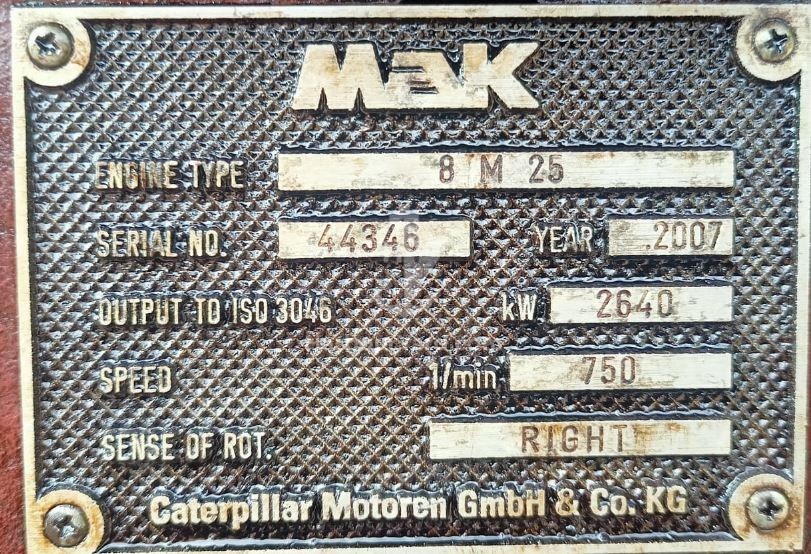 MaK
ENGINE TYPE 8 M 25
SERIAL NO. 44346 YEAR .2007
OUTPUT TO ISO 3046 kW 2640
SPEED 1/min 750
SENSE OF ROT. RIGHT
Caterpillar Motoren GmbH & Co. KG